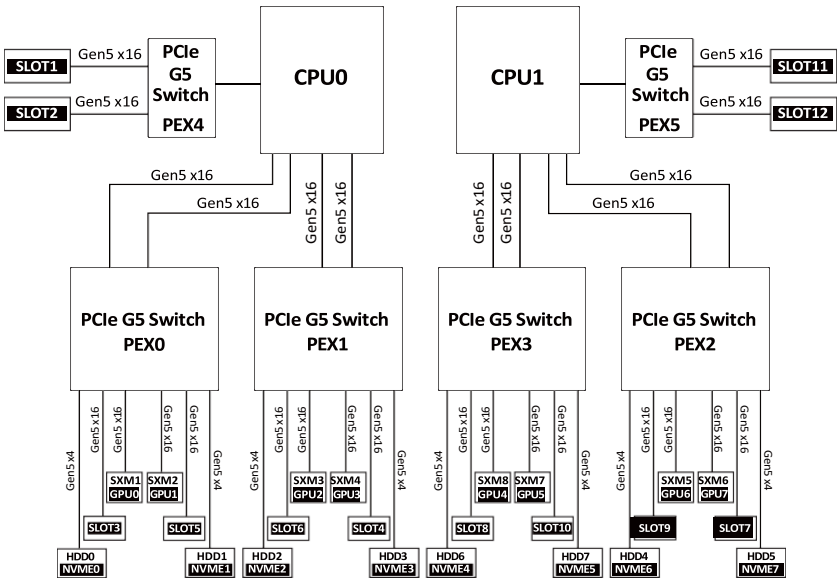 SLOT1
Gen5 x16
PCIe
G5
Switch
PEX4
CPU0
CPU1
PCIe
G5
Switch
PEX5
Gen5 x16
SLOT11
SLOT2
Gen5 x16
Gen5 x16
SLOT12
Gen5 x16
Gen5 x16
Gen5 x16
Gen5 x16
Gen5 x16
Gen5 x16
Gen5 x16
Gen5 x16
PCIe G5 Switch
PEX0
PCIe G5 Switch
PEX1
PCIe G5 Switch
PEX3
PCIe G5 Switch
PEX2
Gen5 x4
Gen5 x16
Gen5 x16
Gen5 x16
Gen5 x16
Gen5 x4
Gen5 x4
Gen5 x16
Gen5 x16
Gen5 x16
Gen5 x16
Gen5 x4
Gen5 x4
Gen5 x16
Gen5 x16
Gen5 x16
Gen5 x16
Gen5 x4
Gen5 x4
Gen5 x16
Gen5 x16
Gen5 x16
Gen5 x16
Gen5 x4
SXM1
GPU0
SXM2
GPU1
SXM3
GPU2
SXM4
GPU3
SXM8
GPU4
SXM7
GPU5
SXM5
GPU6
SXM6
GPU7
SLOT3
SLOT5
SLOT6
SLOT4
SLOT8
SLOT10
SLOT9
SLOT7
HDD0
NVME0
HDD1
NVME1
HDD2
NVME2
HDD3
NVME3
HDD6
NVME4
HDD7
NVME5
HDD4
NVME6
HDD5
NVME7